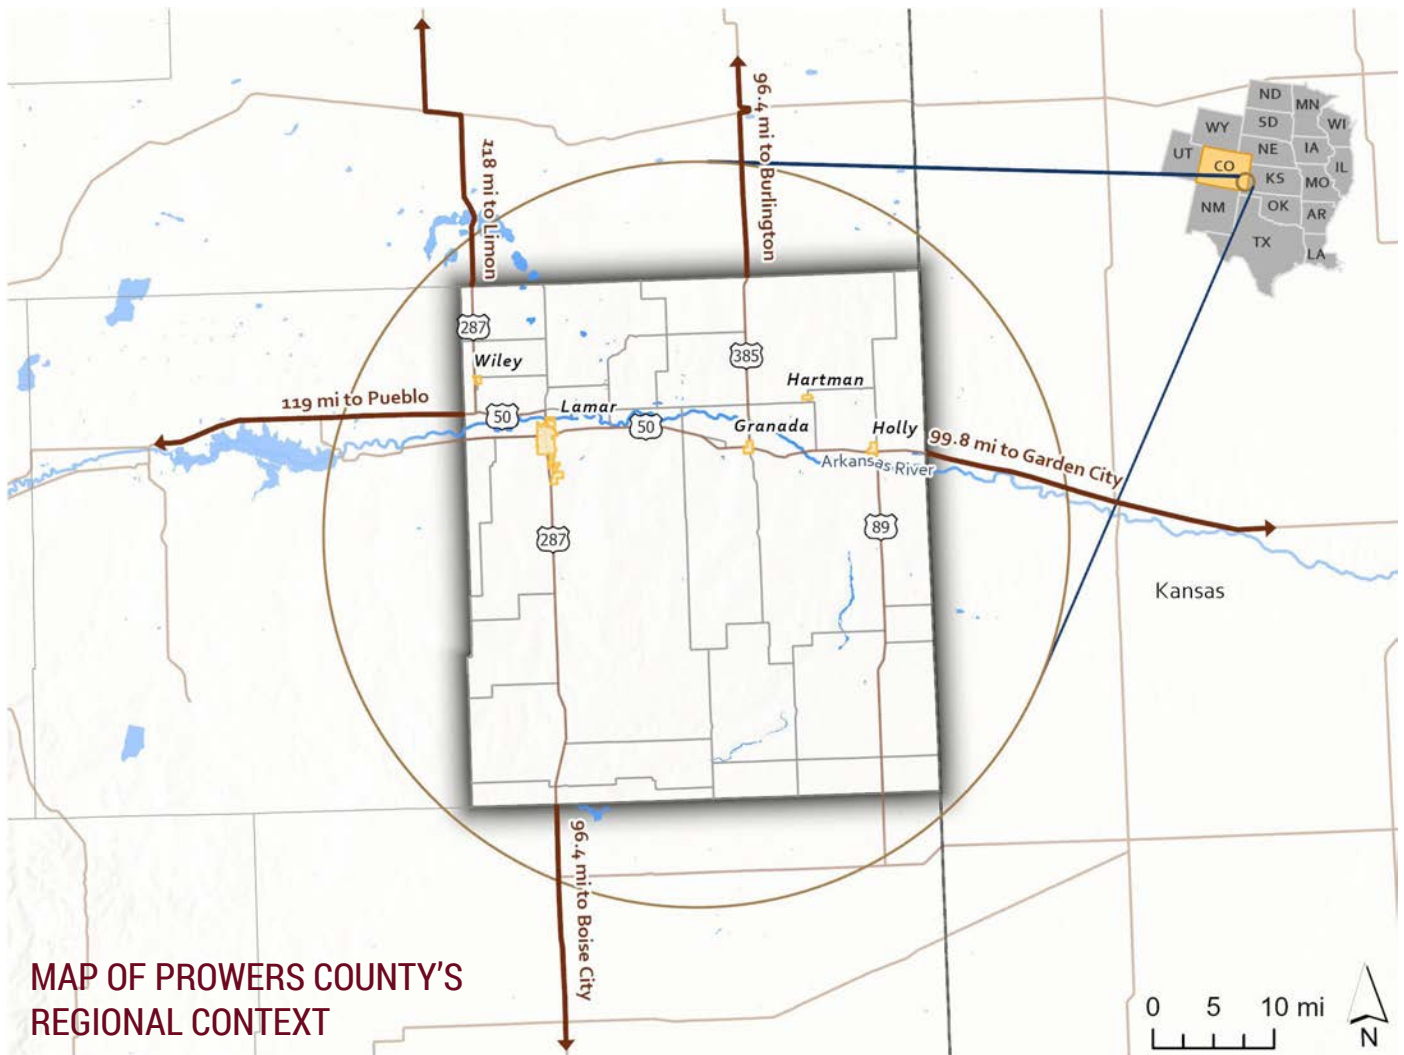 118 mi to Limon
96.4 mi to Burlington
ND
MN
WY
SD
WI
UT
CO
NE
IA
IL
KS
MO
NM
OK
AR
TX
LA
287
Wiley
385
Hartman
119 mi to Pueblo
50
Lamar
50
Granada
Holly
99.8 mi to Garden City
Arkansas River
287
89
Kansas
96.4 mi to Boise City
MAP OF PROWERS COUNTY'S
REGIONAL CONTEXT
0 5 10 mi
N